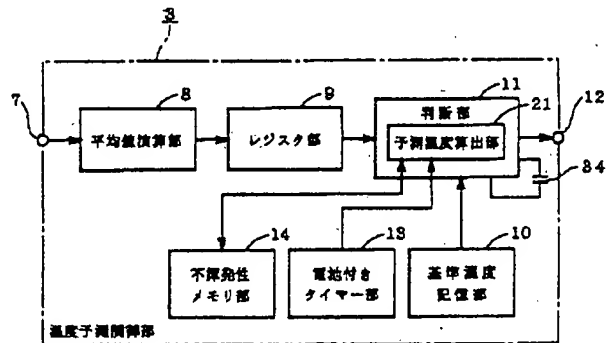 3
8
9
11
判断部
21
12
7
平均値演算部
レジスタ部
予測温度算出部
34
14
13
10
不揮発性
メモリ部
電池付き
タイマー部
基準温度
記憶部
温度予測制御部